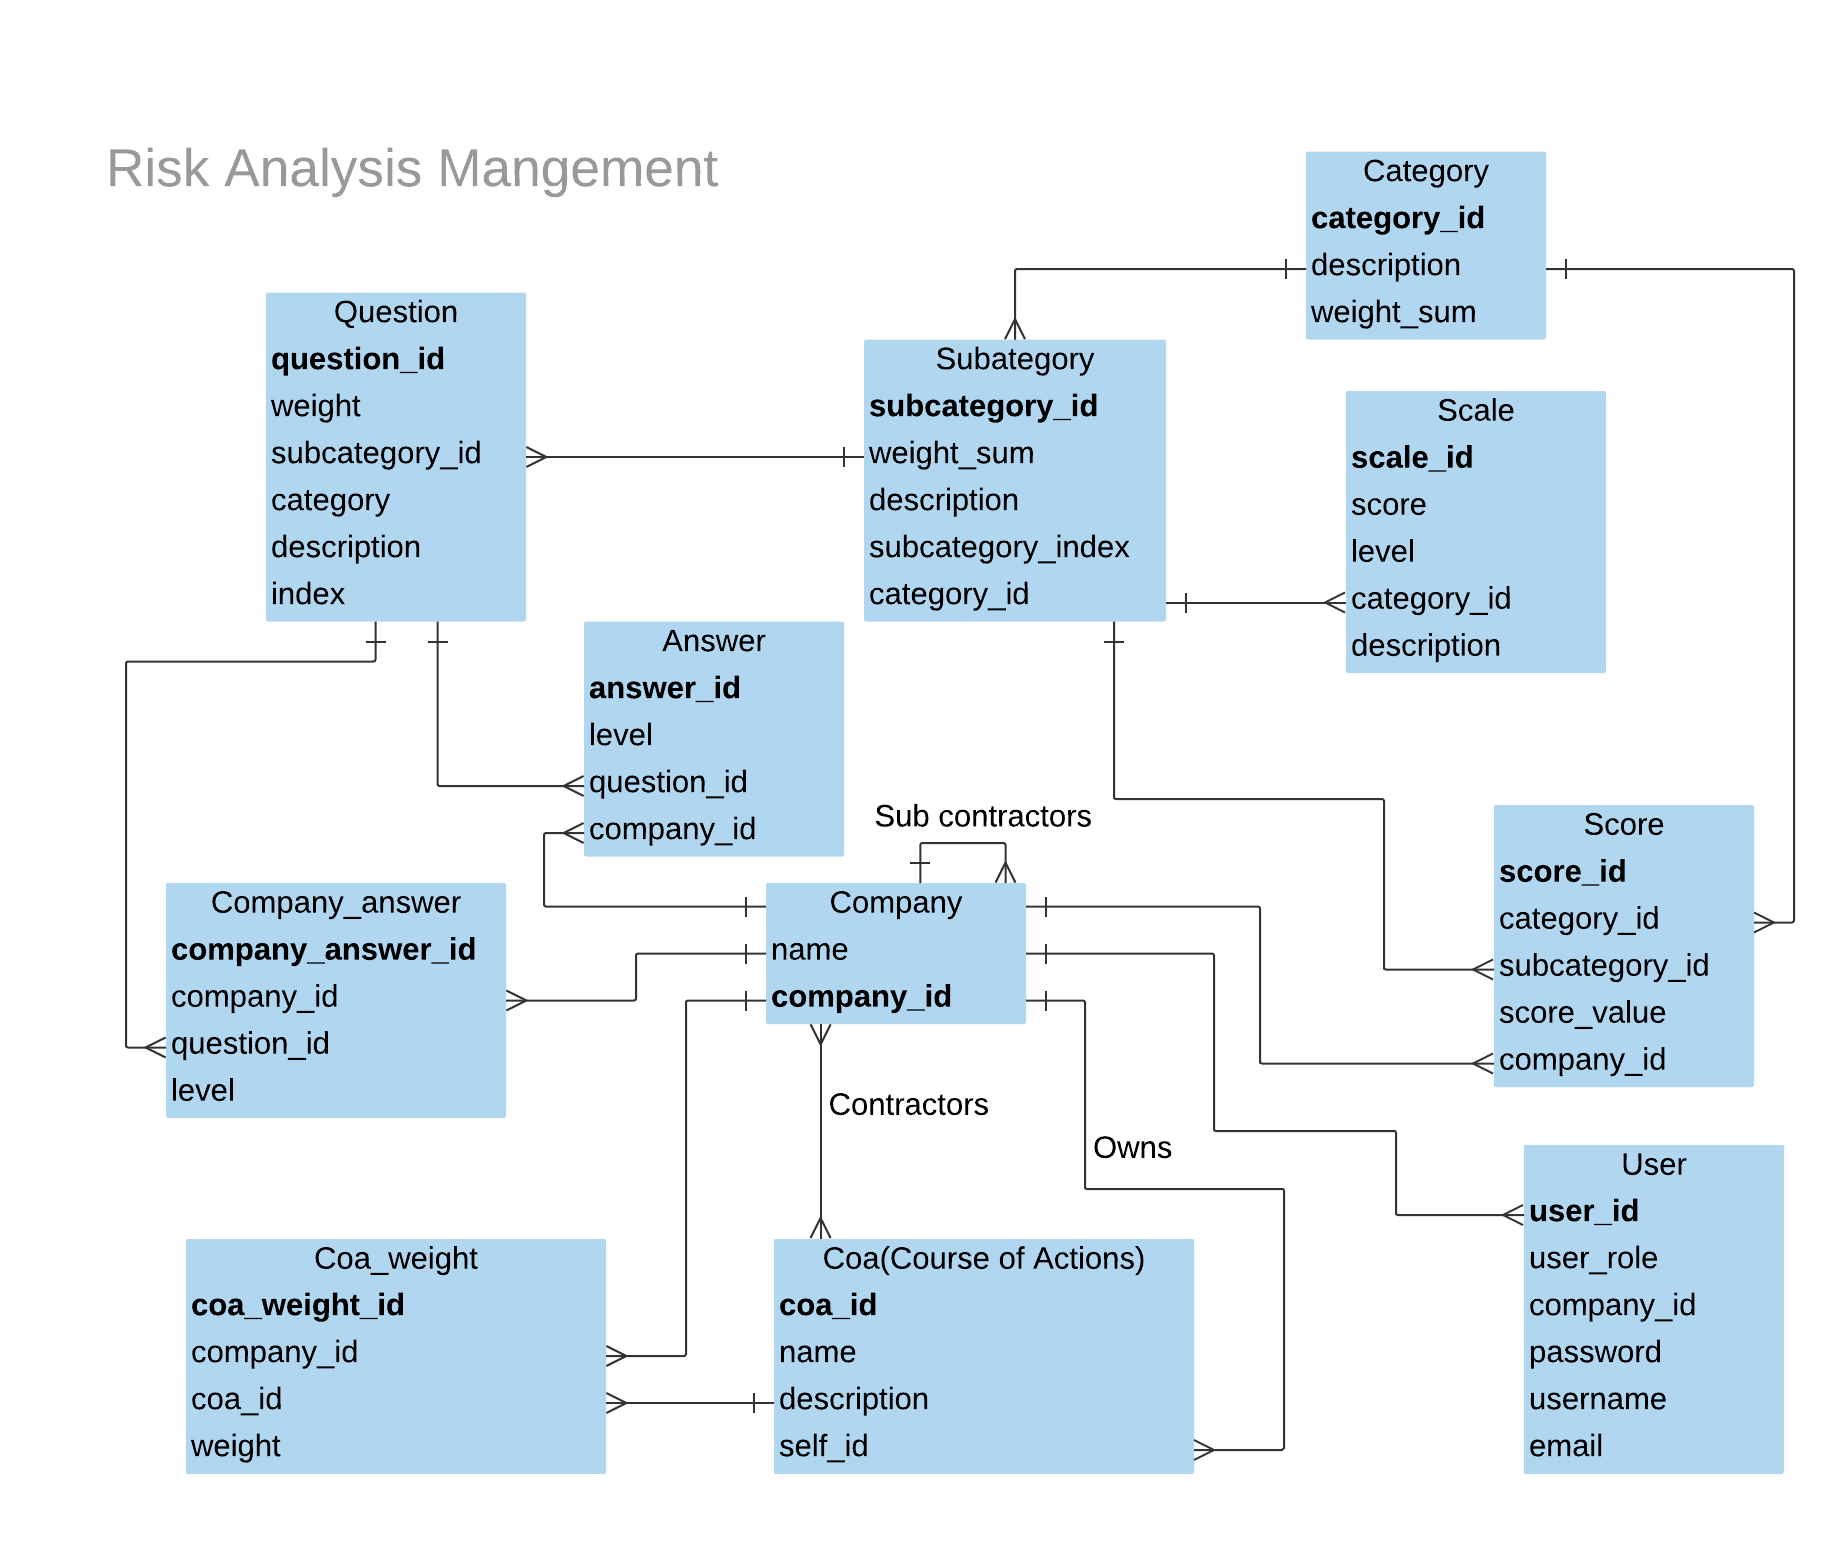 Risk Analysis Mangement
Category
category_id
description
weight_sum
Question
question_id
weight
subcategory_id
category
description
index
Subategory
subcategory_id
weight_sum
description
subcategory_index
category_id
Scale
scale_id
score
level
category_id
description
Answer
answer_id
level
question_id
company_id
Sub contractors
Company_answer
company_answer_id
company_id
question_id
level
Company
name
company_id
Score
score_id
category_id
subcategory_id
score_value
company_id
Contractors
Owns
Coa_weight
coa_weight_id
company_id
coa_id
weight
Coa(Course of Actions)
coa_id
name
description
self_id
User
user_id
user_role
company_id
password
username
email